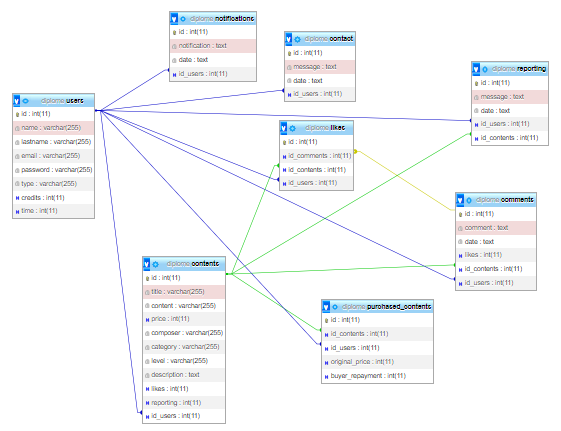 diplome notifications
id : int(11)
notification : text
date : text
id_users : int(11)
diplome contact
id : int(11)
message : text
date : text
id_users : int(11)
diplome reporting
id : int(11)
message : text
date : text
id_users : int(11)
id_contents : int(11)
diplome users
id : int(11)
name : varchar(255)
lastname : varchar(255)
email : varchar(255)
password : varchar(255)
type : varchar(255)
credits : int(11)
time : int(11)
diplome likes
id : int(11)
id_comments : int(11)
id_contents : int(11)
id_users : int(11)
diplome comments
id : int(11)
comment : text
date : text
likes : int(11)
id_contents : int(11)
id_users : int(11)
diplome contents
id : int(11)
title : varchar(255)
content : varchar(255)
price : int(11)
composer : varchar(255)
category : varchar(255)
level : varchar(255)
description : text
likes : int(11)
reporting : int(11)
id_users : int(11)
diplome purchased_contents
id : int(11)
id_contents : int(11)
id_users : int(11)
original_price : int(11)
buyer_repayment : int(11)